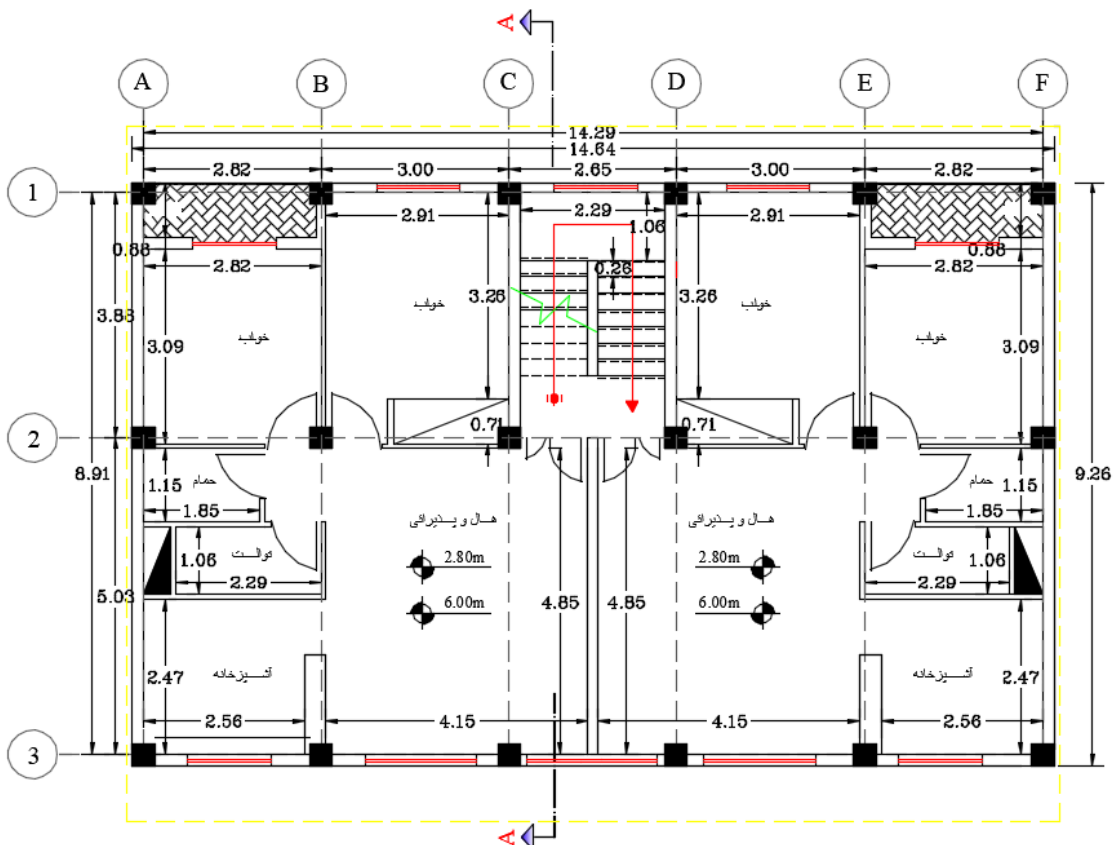 A
A B C D E F
14.29
14.64
2.82 3.00 2.65 3.00 2.82
1
2.91 2.29 2.91
1.06
0.88 0.26 0.88
2.82 2.82
3.88 3.26 خواب 3.26 خواب
خواب 3.09 خواب 3.09
0.71 0.71
2
8.91 1.15 حمام حمام 1.15 9.26
1.85 1.85
هال و پذیرائی هال و پذیرائی
1.06 توالت 2.80m 2.80m توالت 1.06
2.29 2.29
5.03 6.00m 4.85 4.85 6.00m
2.47 آشپزخانه آشپزخانه 2.47
2.56 4.15 4.15 2.56
3
A